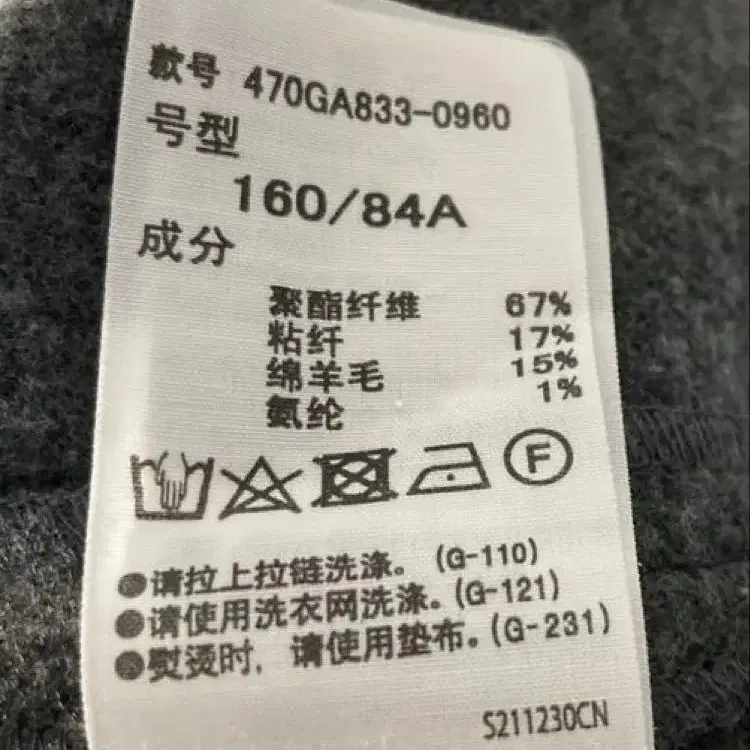 款号 470GA833-0960
号型
160/84A
成分
聚酯纤维 67%
粘纤 17%
绵羊毛 15%
氨纶 1%
F
●请拉上拉链洗涤。(G-110)
●请使用洗衣网洗涤。(G-121)
●熨烫时，请使用垫布。(G-231)
S211230CN